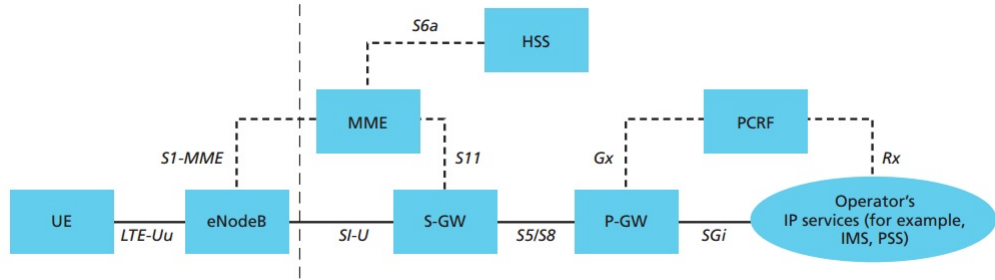 S6a
HSS
MME
PCRF
S1-MME
S11
Gx
Rx
UE
eNodeB
S-GW
P-GW
Operator's
IP services (for example,
IMS, PSS)
LTE-Uu
SI-U
S5/S8
SGi